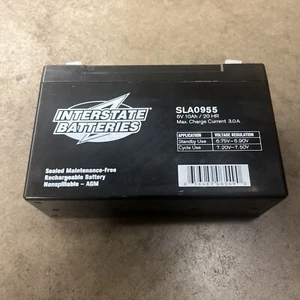 INTERSTATE
BATTERIES
Sealed Maintenance-Free
Rechargeable Battery
Nonspillable - AGM
SLA0955
6V 10Ah / 20 HR
Max. Charge Current 3.0A
APPLICATION VOLTAGE REGULATION
Standby Use 6.75V-6.90V
Cycle Use 7.20V-7.50V